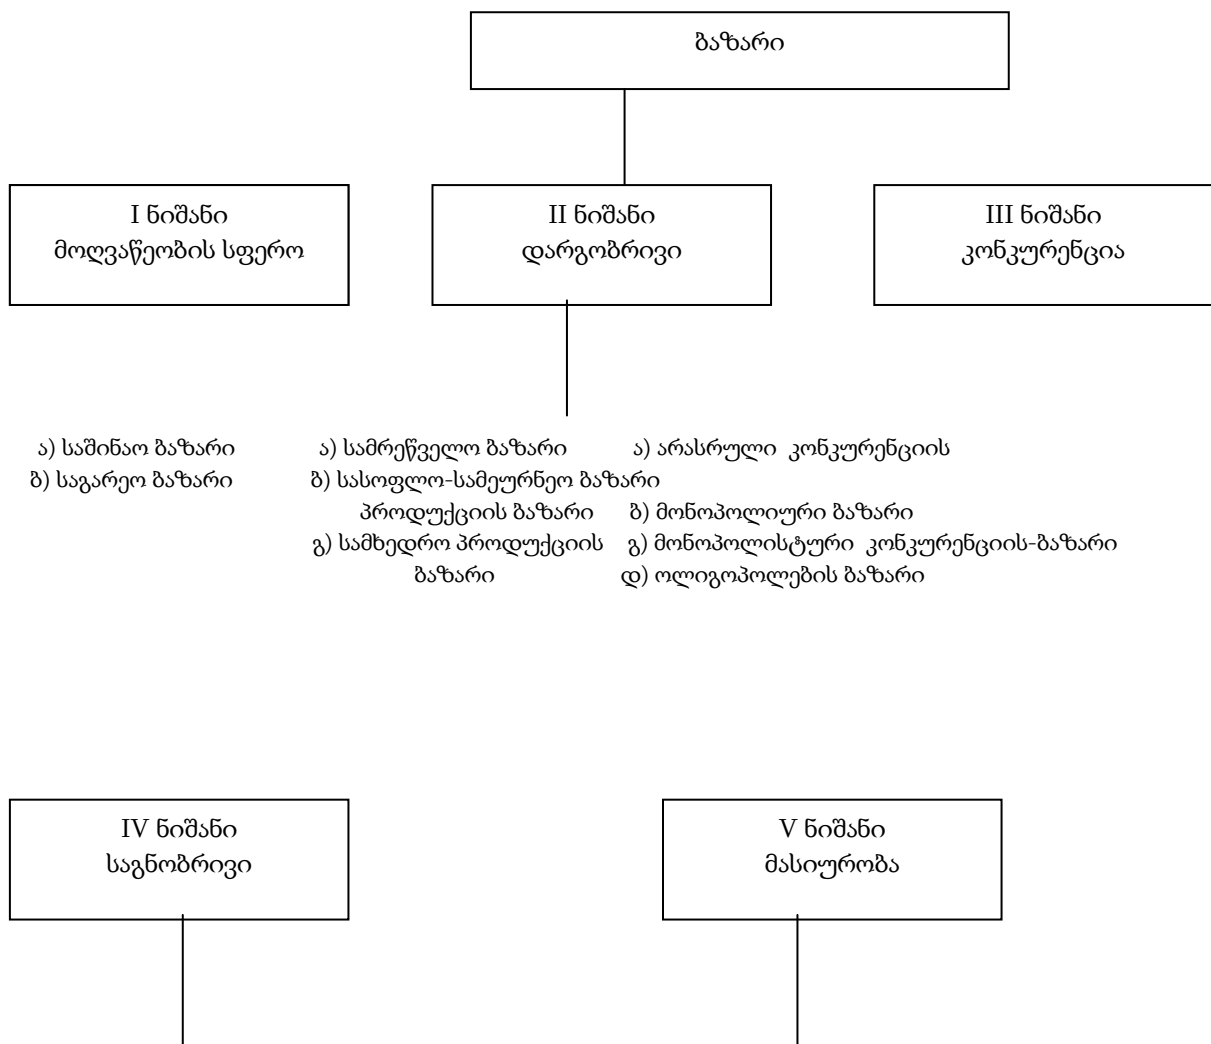 ბაზარი
I ნიშანი
მოღვაწეობის სფერო
II ნიშანი
დარგობრივი
III ნიშანი
კონკურენცია
ა) საშინაო ბაზარი
ბ) საგარეო ბაზარი
ა) სამრეწველო ბაზარი
ბ) სასოფლო-სამეურნეო ბაზარი
პროდუქციის ბაზარი
გ) სამხედრო პროდუქციის
ბაზარი
ა) არასრული კონკურენციის
ბ) მონოპოლიური ბაზარი
გ) მონოპოლისტური კონკურენციის-ბაზარი
დ) ოლიგოპოლების ბაზარი
IV ნიშანი
საგნობრივი
V ნიშანი
მასიურობა